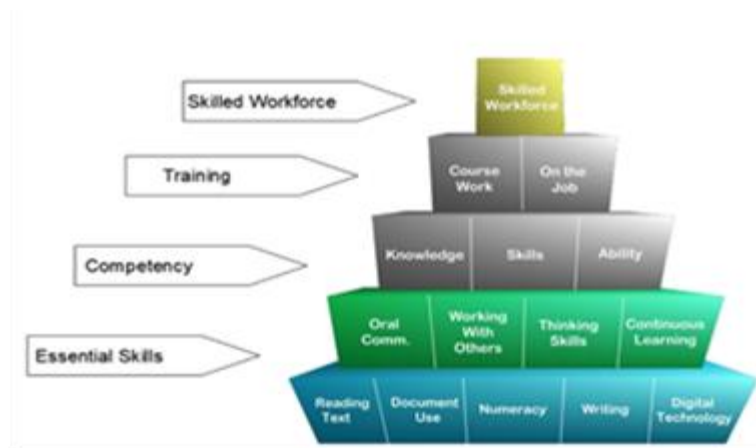 Skilled Workforce
Skilled
Workforce
Training
Course
Work
On the
Job
Competency
Knowledge
Skills
Ability
Essential Skills
Oral
Comm.
Working
With
Others
Thinking
Skills
Continuous
Learning
Reading
Text
Document
Use
Numeracy
Writing
Digital
Technology